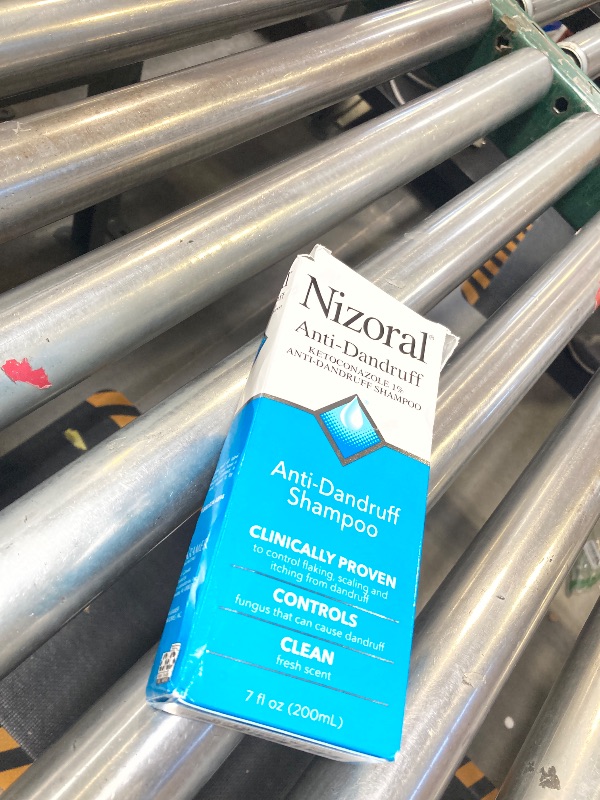 Nizoral
Anti-Dandruff
KETOCONAZOLE 1%
ANTI-DANDRUFF SHAMPOO
Anti-Dandruff
Shampoo
CLINICALLY PROVEN
to control flaking, scaling and
itching from dandruff
CONTROLS
fungus that can cause dandruff
CLEAN
fresh scent
7 fl oz (200mL)